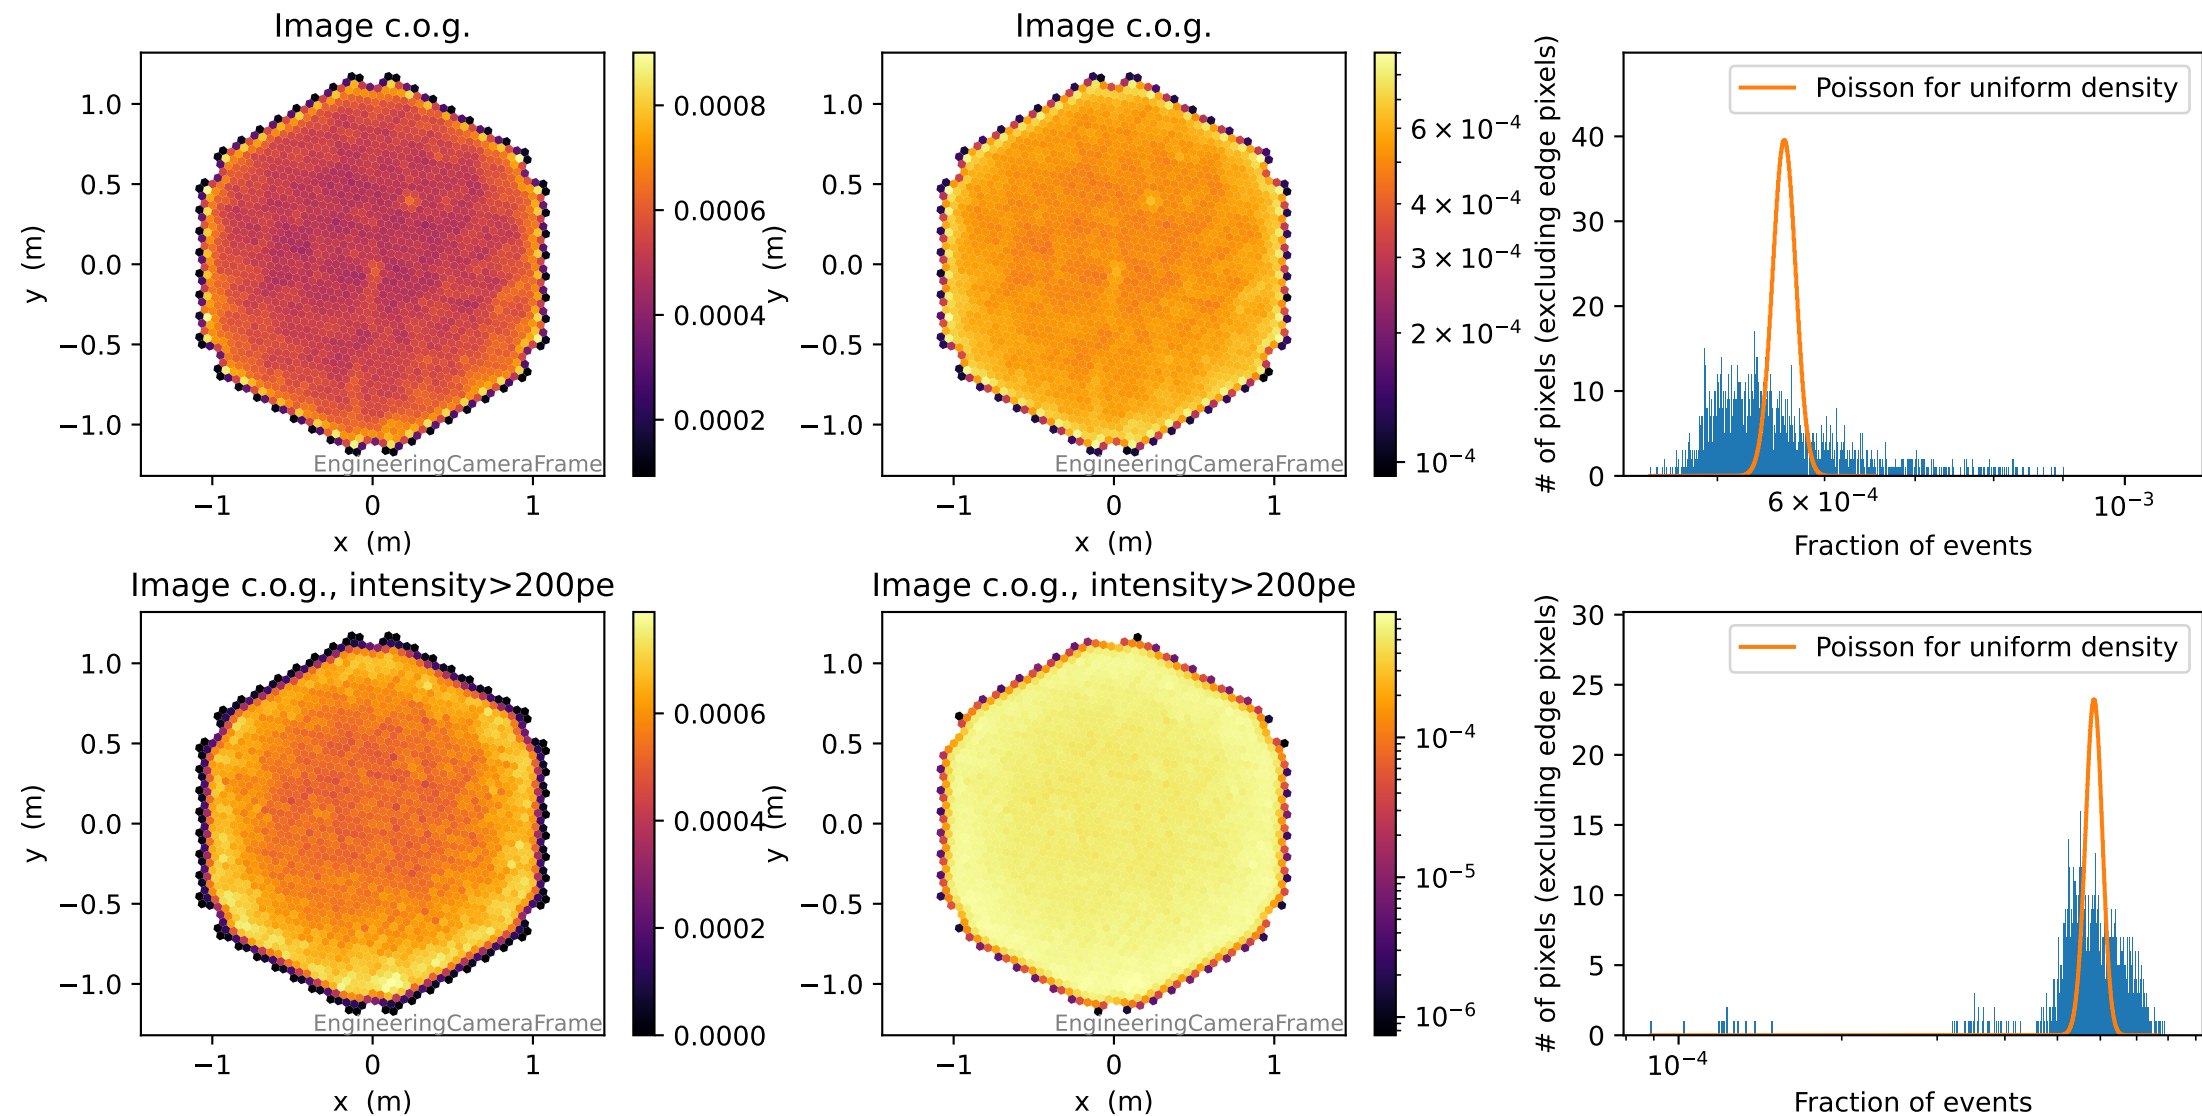 Image c.o.g.
1.0
0.5
0.0
−0.5
−1.0
y (m)
−1
0
1
x (m)
EngineeringCameraFrame
0.0008
0.0006
0.0004
0.0002
Image c.o.g.
1.0
0.5
0.0
−0.5
−1.0
y (m)
−1
0
1
x (m)
EngineeringCameraFrame
6 × 10⁻⁴
4 × 10⁻⁴
3 × 10⁻⁴
2 × 10⁻⁴
10⁻⁴
# of pixels (excluding edge pixels)
40
30
20
10
0
Poisson for uniform density
6 × 10⁻⁴
10⁻³
Fraction of events
Image c.o.g., intensity>200pe
1.0
0.5
0.0
−0.5
−1.0
y (m)
−1
0
1
x (m)
EngineeringCameraFrame
0.0006
0.0004
0.0002
0.0000
Image c.o.g., intensity>200pe
1.0
0.5
0.0
−0.5
−1.0
y (m)
−1
0
1
x (m)
EngineeringCameraFrame
10⁻⁴
10⁻⁵
10⁻⁶
# of pixels (excluding edge pixels)
30
25
20
15
10
5
0
Poisson for uniform density
10⁻⁴
Fraction of events